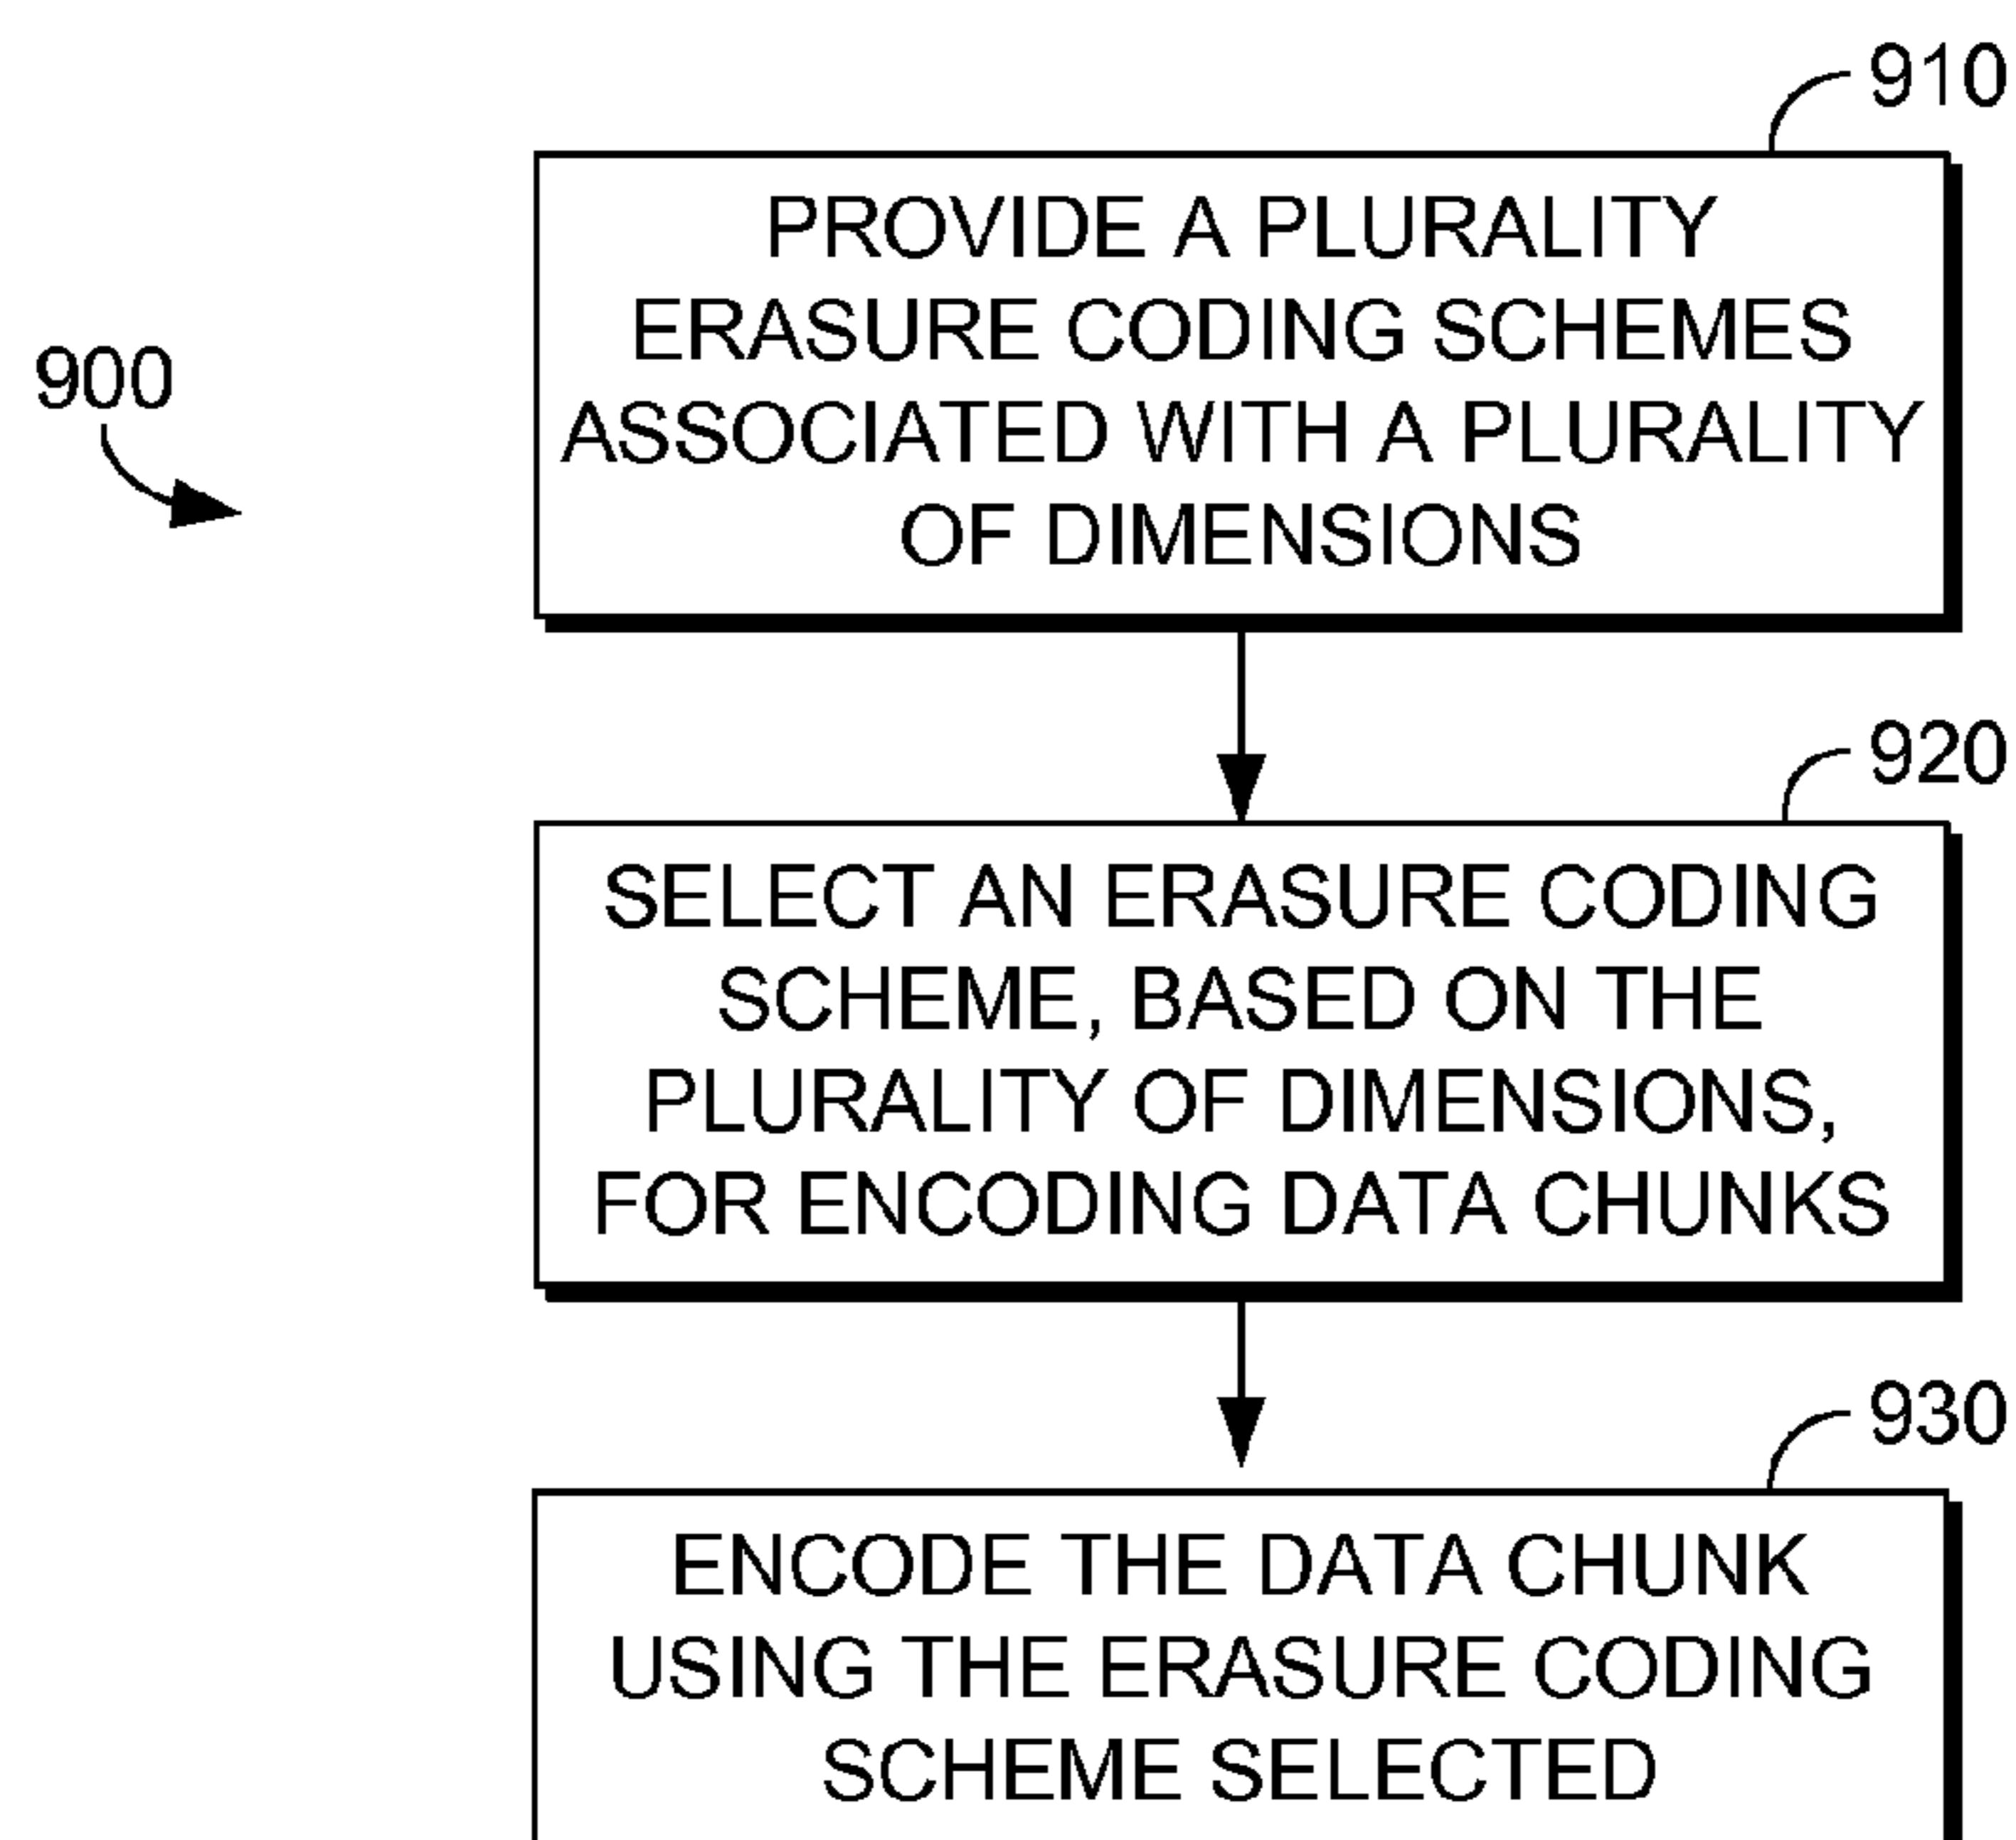 910
PROVIDE A PLURALITY
ERASURE CODING SCHEMES
ASSOCIATED WITH A PLURALITY
OF DIMENSIONS
900
920
SELECT AN ERASURE CODING
SCHEME, BASED ON THE
PLURALITY OF DIMENSIONS,
FOR ENCODING DATA CHUNKS
930
ENCODE THE DATA CHUNK
USING THE ERASURE CODING
SCHEME SELECTED